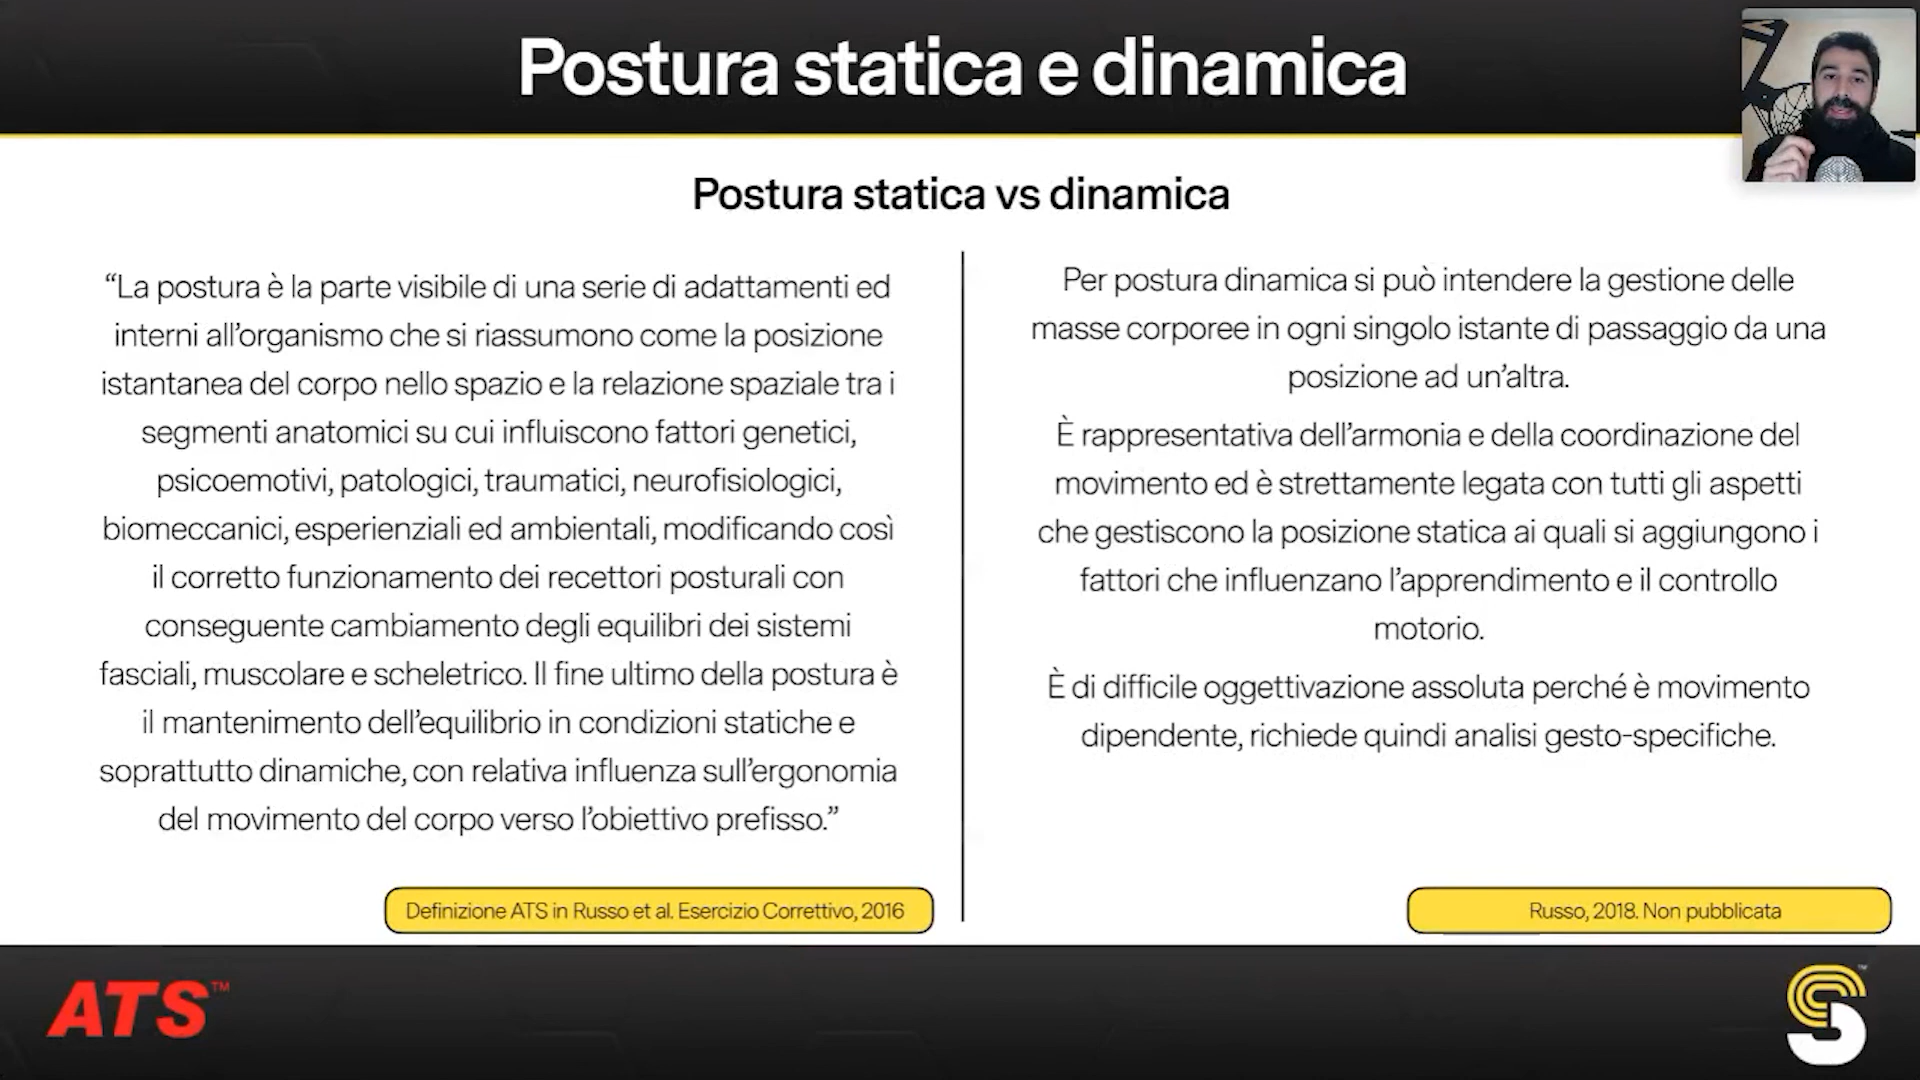 Postura statica e dinamica
Postura statica vs dinamica
“La postura è la parte visibile di una serie di adattamenti ed
interni all’organismo che si riassumono come la posizione
istantanea del corpo nello spazio e la relazione spaziale tra i
segmenti anatomici su cui influiscono fattori genetici,
psicoemotivi, patologici, traumatici, neurofisiologici,
biomeccanici, esperienziali ed ambientali, modificando così
il corretto funzionamento dei recettori posturali con
conseguente cambiamento degli equilibri dei sistemi
fasciali, muscolare e scheletrico. Il fine ultimo della postura è
il mantenimento dell’equilibrio in condizioni statiche e
soprattutto dinamiche, con relativa influenza sull’ergonomia
del movimento del corpo verso l’obiettivo prefisso.”
Definizione ATS in Russo et al. Esercizio Correttivo, 2016
Per postura dinamica si può intendere la gestione delle
masse corporee in ogni singolo istante di passaggio da una
posizione ad un’altra.
È rappresentativa dell’armonia e della coordinazione del
movimento ed è strettamente legata con tutti gli aspetti
che gestiscono la posizione statica ai quali si aggiungono i
fattori che influenzano l’apprendimento e il controllo
motorio.
È di difficile oggettivazione assoluta perché è movimento
dipendente, richiede quindi analisi gesto-specifiche.
Russo, 2018. Non pubblicata
ATS™
S™